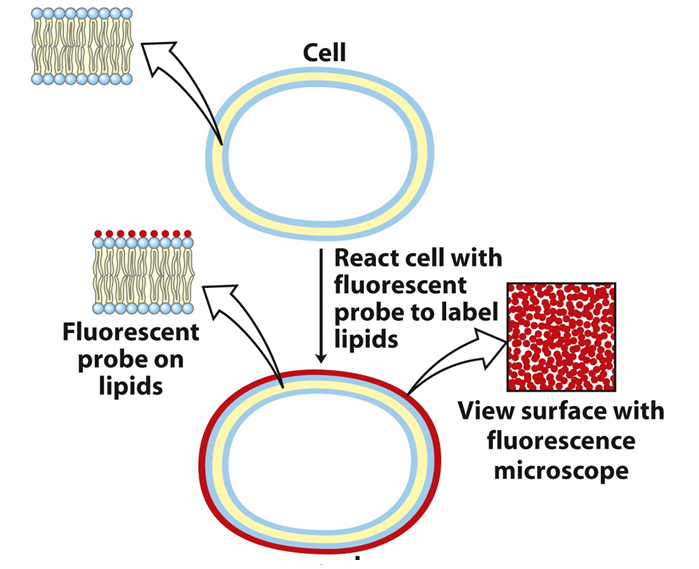 Cell
React cell with
fluorescent
probe to label
lipids
Fluorescent
probe on
lipids
View surface with
fluorescence
microscope